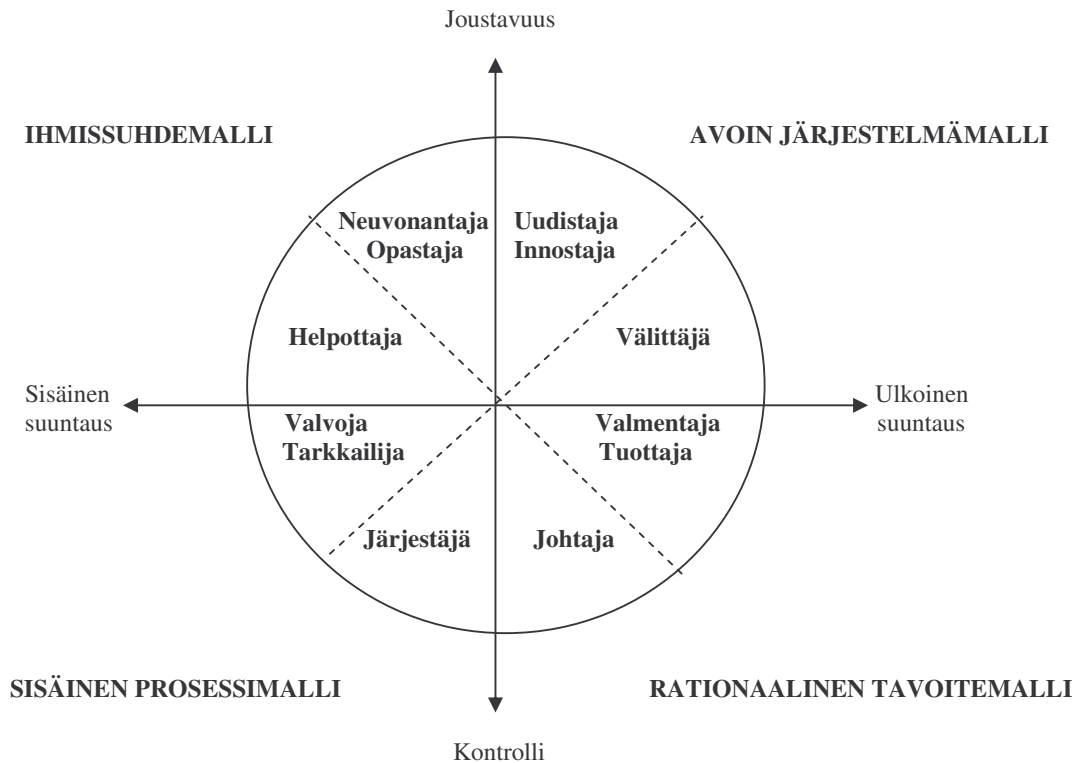 Joustavuus
IHMISSUHDEMALLI
AVOIN JÄRJESTELMÄMALLI
Neuvonantaja
Opastaja
Uudistaja
Innostaja
Helpottaja
Välittäjä
Sisäinen
suuntaus
Ulkoinen
suuntaus
Valvoja
Tarkkailija
Valmentaja
Tuottaja
Järjestäjä
Johtaja
SISÄINEN PROSESSIMALLI
RATIONAALINEN TAVOITEMALLI
Kontrolli